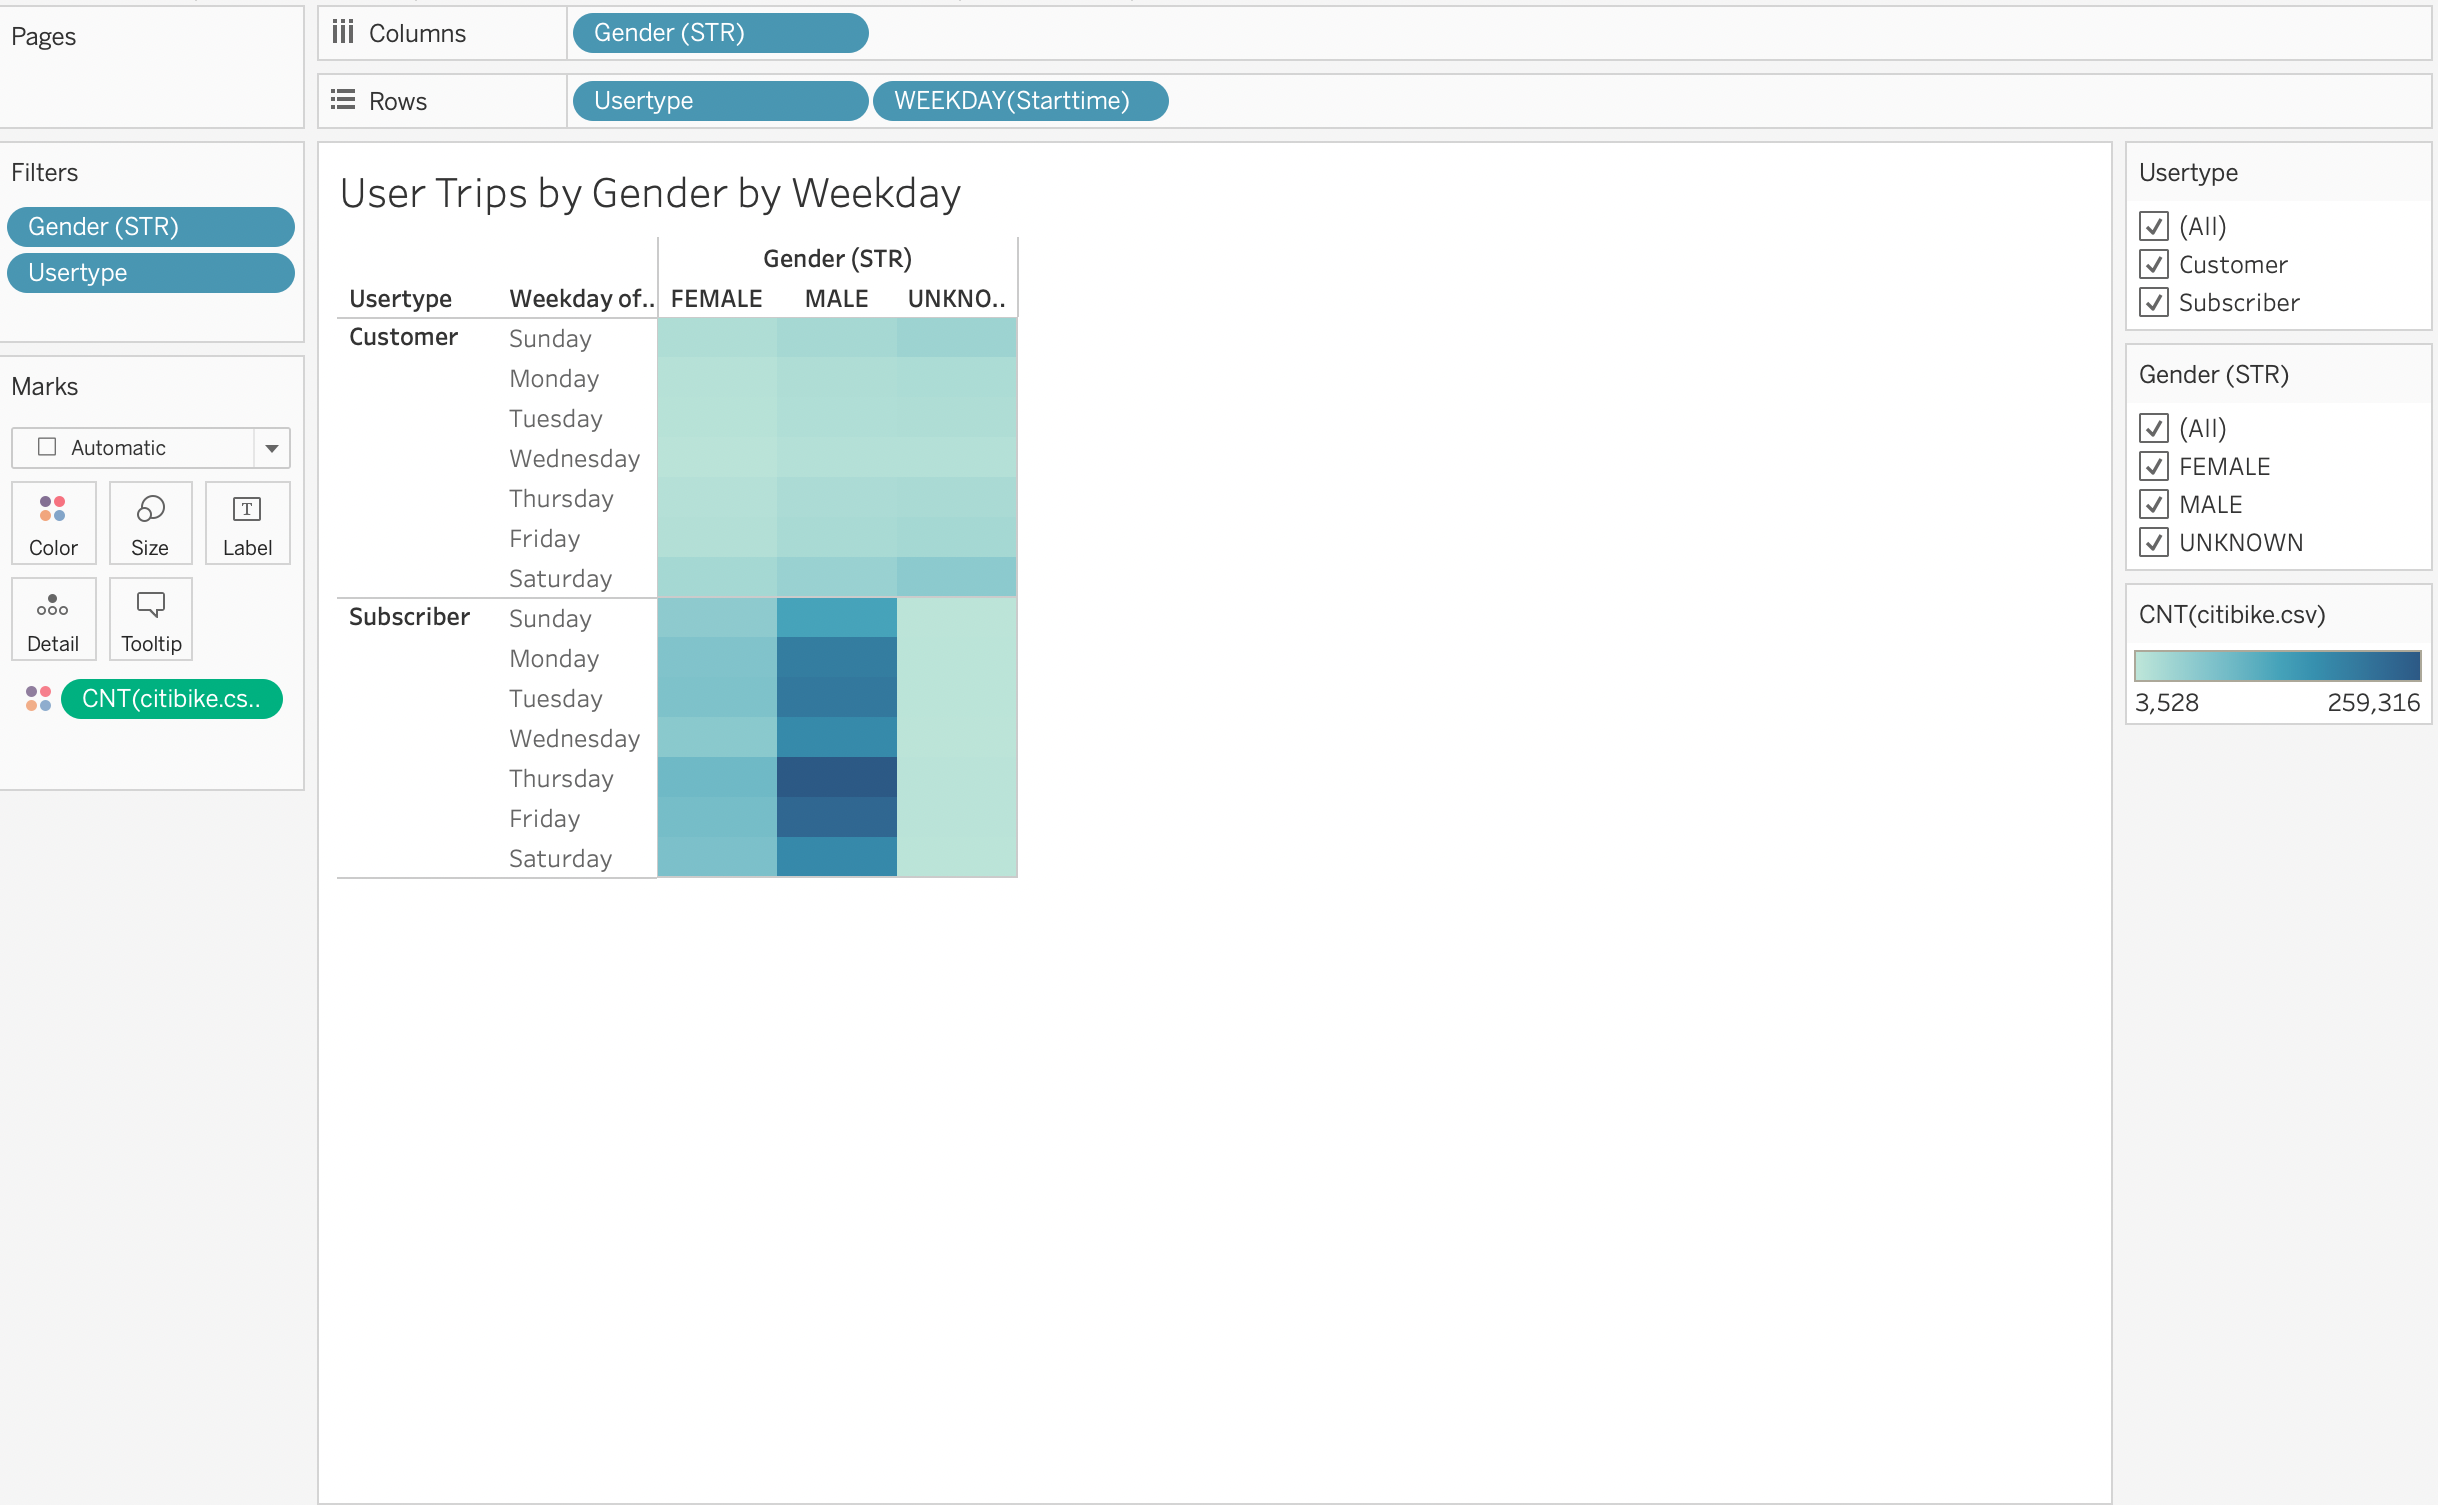 Pages
Columns
Gender (STR)
Rows
Usertype
WEEKDAY(Starttime)
Filters
Gender (STR)
Usertype
Marks
Automatic
Color
Size
T
Label
Detail
Tooltip
CNT(citibike.cs..
User Trips by Gender by Weekday
Gender (STR)
Usertype Weekday of.. FEMALE MALE UNKNO..
Customer Sunday
Monday
Tuesday
Wednesday
Thursday
Friday
Saturday
Subscriber Sunday
Monday
Tuesday
Wednesday
Thursday
Friday
Saturday
Usertype
(All)
Customer
Subscriber
Gender (STR)
(All)
FEMALE
MALE
UNKNOWN
CNT(citibike.csv)
3,528 259,316